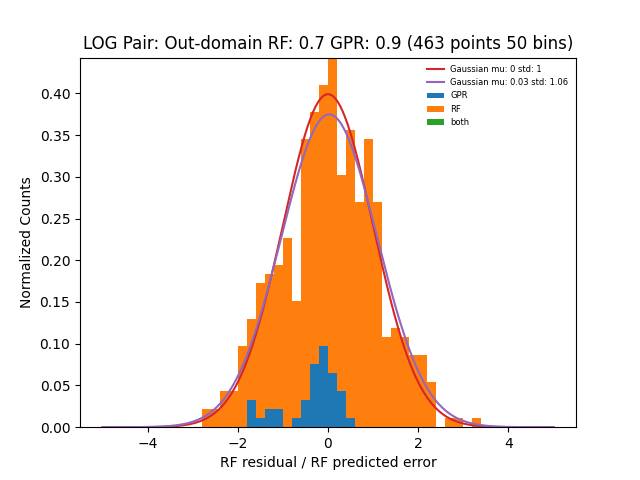 LOG Pair: Out-domain RF: 0.7 GPR: 0.9 (463 points 50 bins)
Gaussian mu: 0 std: 1
Gaussian mu: 0.03 std: 1.06
GPR
RF
both
Normalized Counts
0.40
0.35
0.30
0.25
0.20
0.15
0.10
0.05
0.00
−4 −2 0 2 4
RF residual / RF predicted error